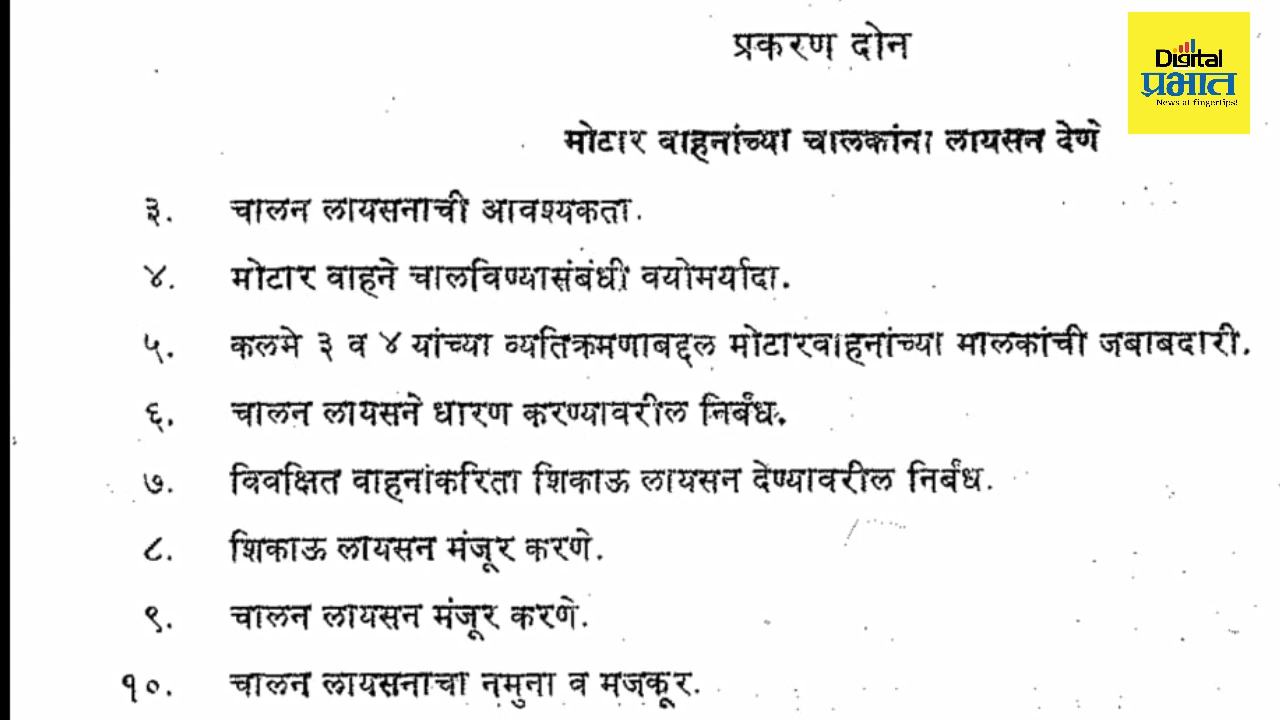 प्रकरण दोन
Digital
प्रभात
News at fingertips!
मोटार वाहनांच्या चालकांना लायसन देणे
३. चालन लायसनाची आवश्यकता.
४. मोटार वाहने चालविण्यासंबंधी वयोमर्यादा.
५. कलमे ३ व ४ यांच्या व्यतिक्रमणाबद्दल मोटारवाहनांच्या मालकांची जबाबदारी.
६. चालन लायसने धारण करण्यावरील निर्बंध.
७. विवक्षित वाहनांकरिता शिकाऊ लायसन देण्यावरील निर्बंध.
८. शिकाऊ लायसन मंजूर करणे.
९. चालन लायसन मंजूर करणे.
१०. चालन लायसनाचा नमुना व मजकूर.